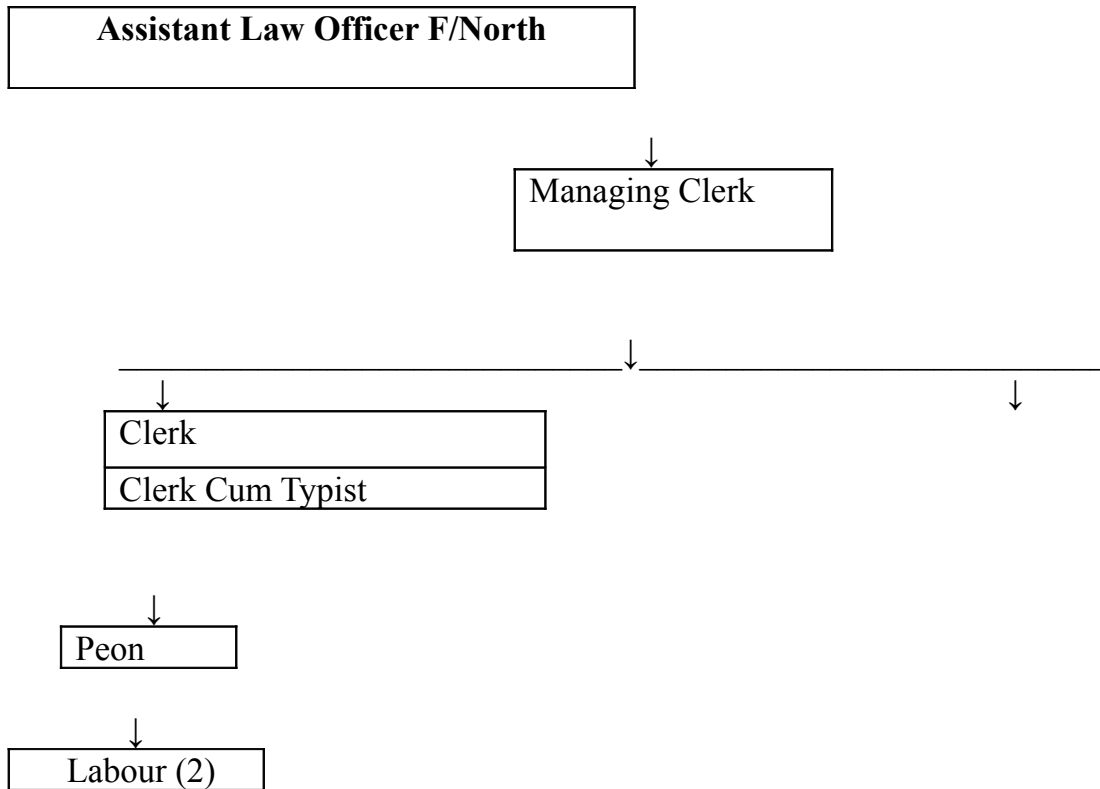 Assistant Law Officer F/North
↓
Managing Clerk
↓
↓ ↓
Clerk
Clerk Cum Typist
↓
Peon
↓
Labour (2)